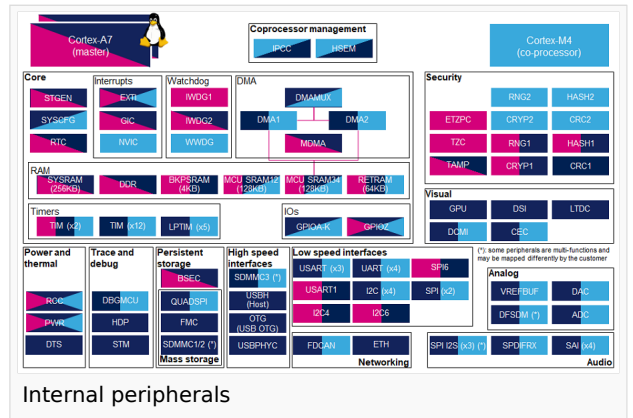 Cortex-A7
(master)
Coprocessor management
IPCC
HSEM
Cortex-M4
(co-processor)
Core
STGEN
SYSCFG
RTC
Interrupts
EXTI
GIC
NVIC
Watchdog
IWDG1
IWDG2
WWDG
DMA
DMAMUX
DMA1
DMA2
MDMA
Security
RNG2
HASH2
ETZPC
CRYP2
CRC2
TZC
RNG1
HASH1
TAMP
CRYP1
CRC1
RAM
SYSRAM
(256KB)
DDR
BKPSRAM
(4KB)
MCU SRAM12
(128KB)
MCU SRAM34
(128KB)
RETRAM
(64KB)
Timers
TIM (x2)
TIM (x12)
LPTIM (x5)
IOs
GPIOA-K
GPIOZ
Visual
GPU
DSI
LTDC
DCMI
CEC
Power and
thermal
RCC
PWR
DTS
Trace and
debug
DBGMCU
HDP
STM
Persistent
storage
BSEC
QUADSPI
FMC
SDMMC1/2 (*)
Mass storage
High speed
interfaces
SDMMC3 (*)
USBH
(Host)
OTG
(USB OTG)
USBPHYC
Low speed interfaces
USART (x3)
UART (x4)
SPI6
USART1
I2C (x4)
SPI (x2)
I2C4
I2C6
FDCAN
ETH
Networking
(*): some peripherals are multi-functions and
may be mapped differently by the customer
Analog
VREFBUF
DAC
DFSDM (*)
ADC
SPI I2S (x3) (*)
SPDIFRX
SAI (x4)
Audio
Internal peripherals